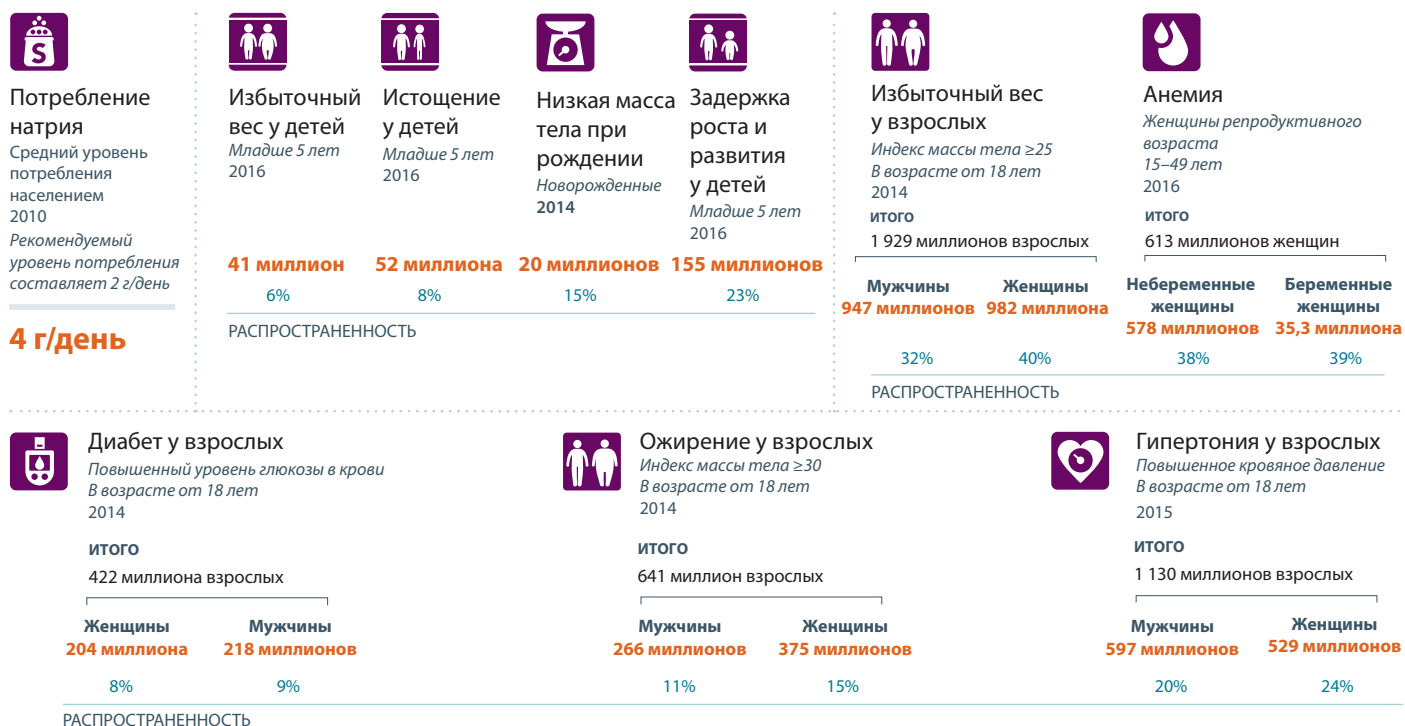 S
Потребление
натрия
Средний уровень
потребления
населением
2010
Рекомендуемый
уровень потребления
составляет 2 г/день
4 г/день
Избыточный
вес у детей
Младше 5 лет
2016
41 миллион
6%
Истощение
у детей
Младше 5 лет
2016
52 миллиона
8%
Низкая масса
тела при
рождении
Новорожденные
2014
20 миллионов
15%
Задержка
роста и
развития
у детей
Младше 5 лет
2016
155 миллионов
23%
РАСПРОСТРАНЕННОСТЬ
Избыточный вес
у взрослых
Индекс массы тела ≥25
В возрасте от 18 лет
2014
ИТОГО
1 929 миллионов взрослых
Мужчины
947 миллионов
32%
Женщины
982 миллиона
40%
Анемия
Женщины репродуктивного
возраста
15–49 лет
2016
ИТОГО
613 миллионов женщин
Небеременные
женщины
578 миллионов
38%
Беременные
женщины
35,3 миллиона
39%
РАСПРОСТРАНЕННОСТЬ
Диабет у взрослых
Повышенный уровень глюкозы в крови
В возрасте от 18 лет
2014
ИТОГО
422 миллиона взрослых
Женщины
204 миллиона
8%
Мужчины
218 миллионов
9%
Ожирение у взрослых
Индекс массы тела ≥30
В возрасте от 18 лет
2014
ИТОГО
641 миллион взрослых
Мужчины
266 миллионов
11%
Женщины
375 миллионов
15%
Гипертония у взрослых
Повышенное кровяное давление
В возрасте от 18 лет
2015
ИТОГО
1 130 миллионов взрослых
Мужчины
597 миллионов
20%
Женщины
529 миллионов
24%
РАСПРОСТРАНЕННОСТЬ